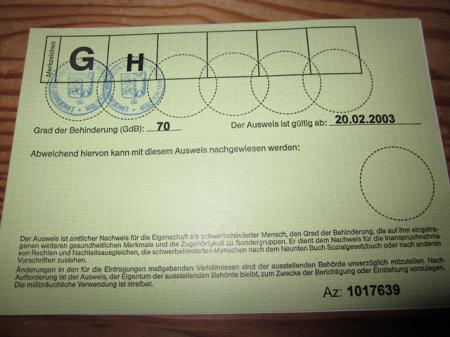 Merkzeichen
G H
Grad der Behinderung (GdB): 70 Der Ausweis ist gültig ab: 20.02.2003
Abweichend hiervon kann mit diesem Ausweis nachgewiesen werden:
Der Ausweis ist amtlicher Nachweis für die Eigenschaft als schwerbehinderter Mensch, den Grad der Behinderung, die auf ihm eingetra-
genen weiteren gesundheitlichen Merkmale und die Zugehörigkeit zu Sondergruppen. Er dient dem Nachweis für die Inanspruchnahme
von Rechten und Nachteilsausgleichen, die schwerbehinderten Menschen nach dem Neunten Buch Sozialgesetzbuch oder nach anderen
Vorschriften zustehen.
Änderungen in den für die Eintragungen maßgebenden Verhältnissen sind der ausstellenden Behörde unverzüglich mitzuteilen. Nach
Aufforderung ist der Ausweis, der Eigentum der ausstellenden Behörde bleibt, zum Zwecke der Berichtigung oder Einziehung vorzulegen.
Die mißbräuchliche Verwendung ist strafbar.
Az: 1017639